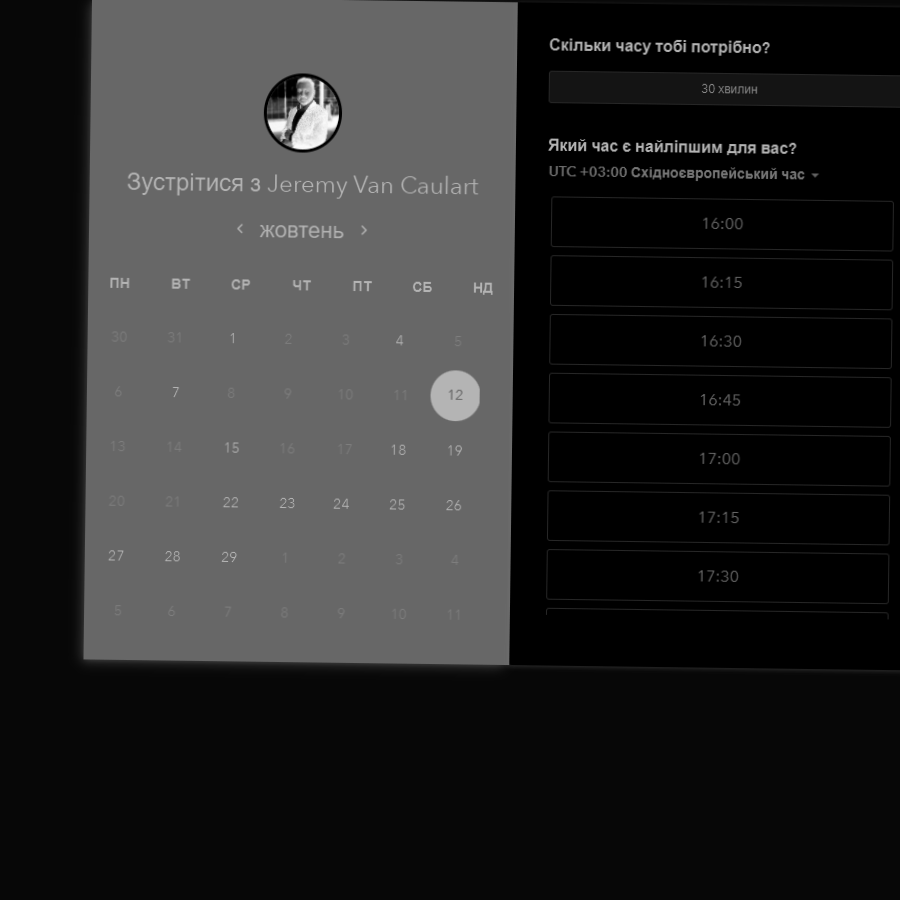 Зустрітися з Jeremy Van Caulart
жовтень
ПН ВТ СР ЧТ ПТ СБ НД
30 31 1 2 3 4 5
6 7 8 9 10 11 12
13 14 15 16 17 18 19
20 21 22 23 24 25 26
27 28 29 1 2 3 4
5 6 7 8 9 10 11
Скільки часу тобі потрібно?
30 хвилин
Який час є найліпшим для вас?
UTC +03:00 Східноєвропейський час
16:00
16:15
16:30
16:45
17:00
17:15
17:30